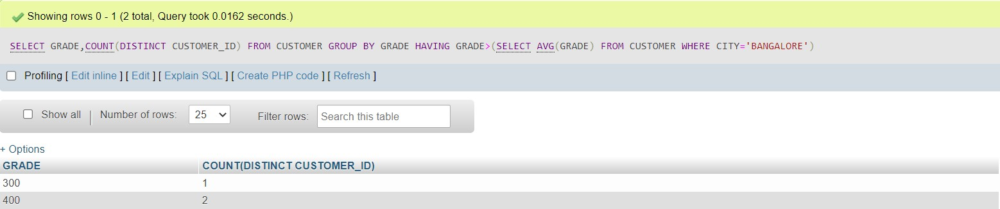 Showing rows 0 - 1 (2 total, Query took 0.0162 seconds.)
SELECT GRADE,COUNT(DISTINCT CUSTOMER_ID) FROM CUSTOMER GROUP BY GRADE HAVING GRADE>(SELECT AVG(GRADE) FROM CUSTOMER WHERE CITY='BANGALORE')
Profiling [ Edit inline ] [ Edit ] [ Explain SQL ] [ Create PHP code ] [ Refresh ]
Show all | Number of rows: 25 Filter rows: Search this table
+ Options
GRADE COUNT(DISTINCT CUSTOMER_ID)
300 1
400 2